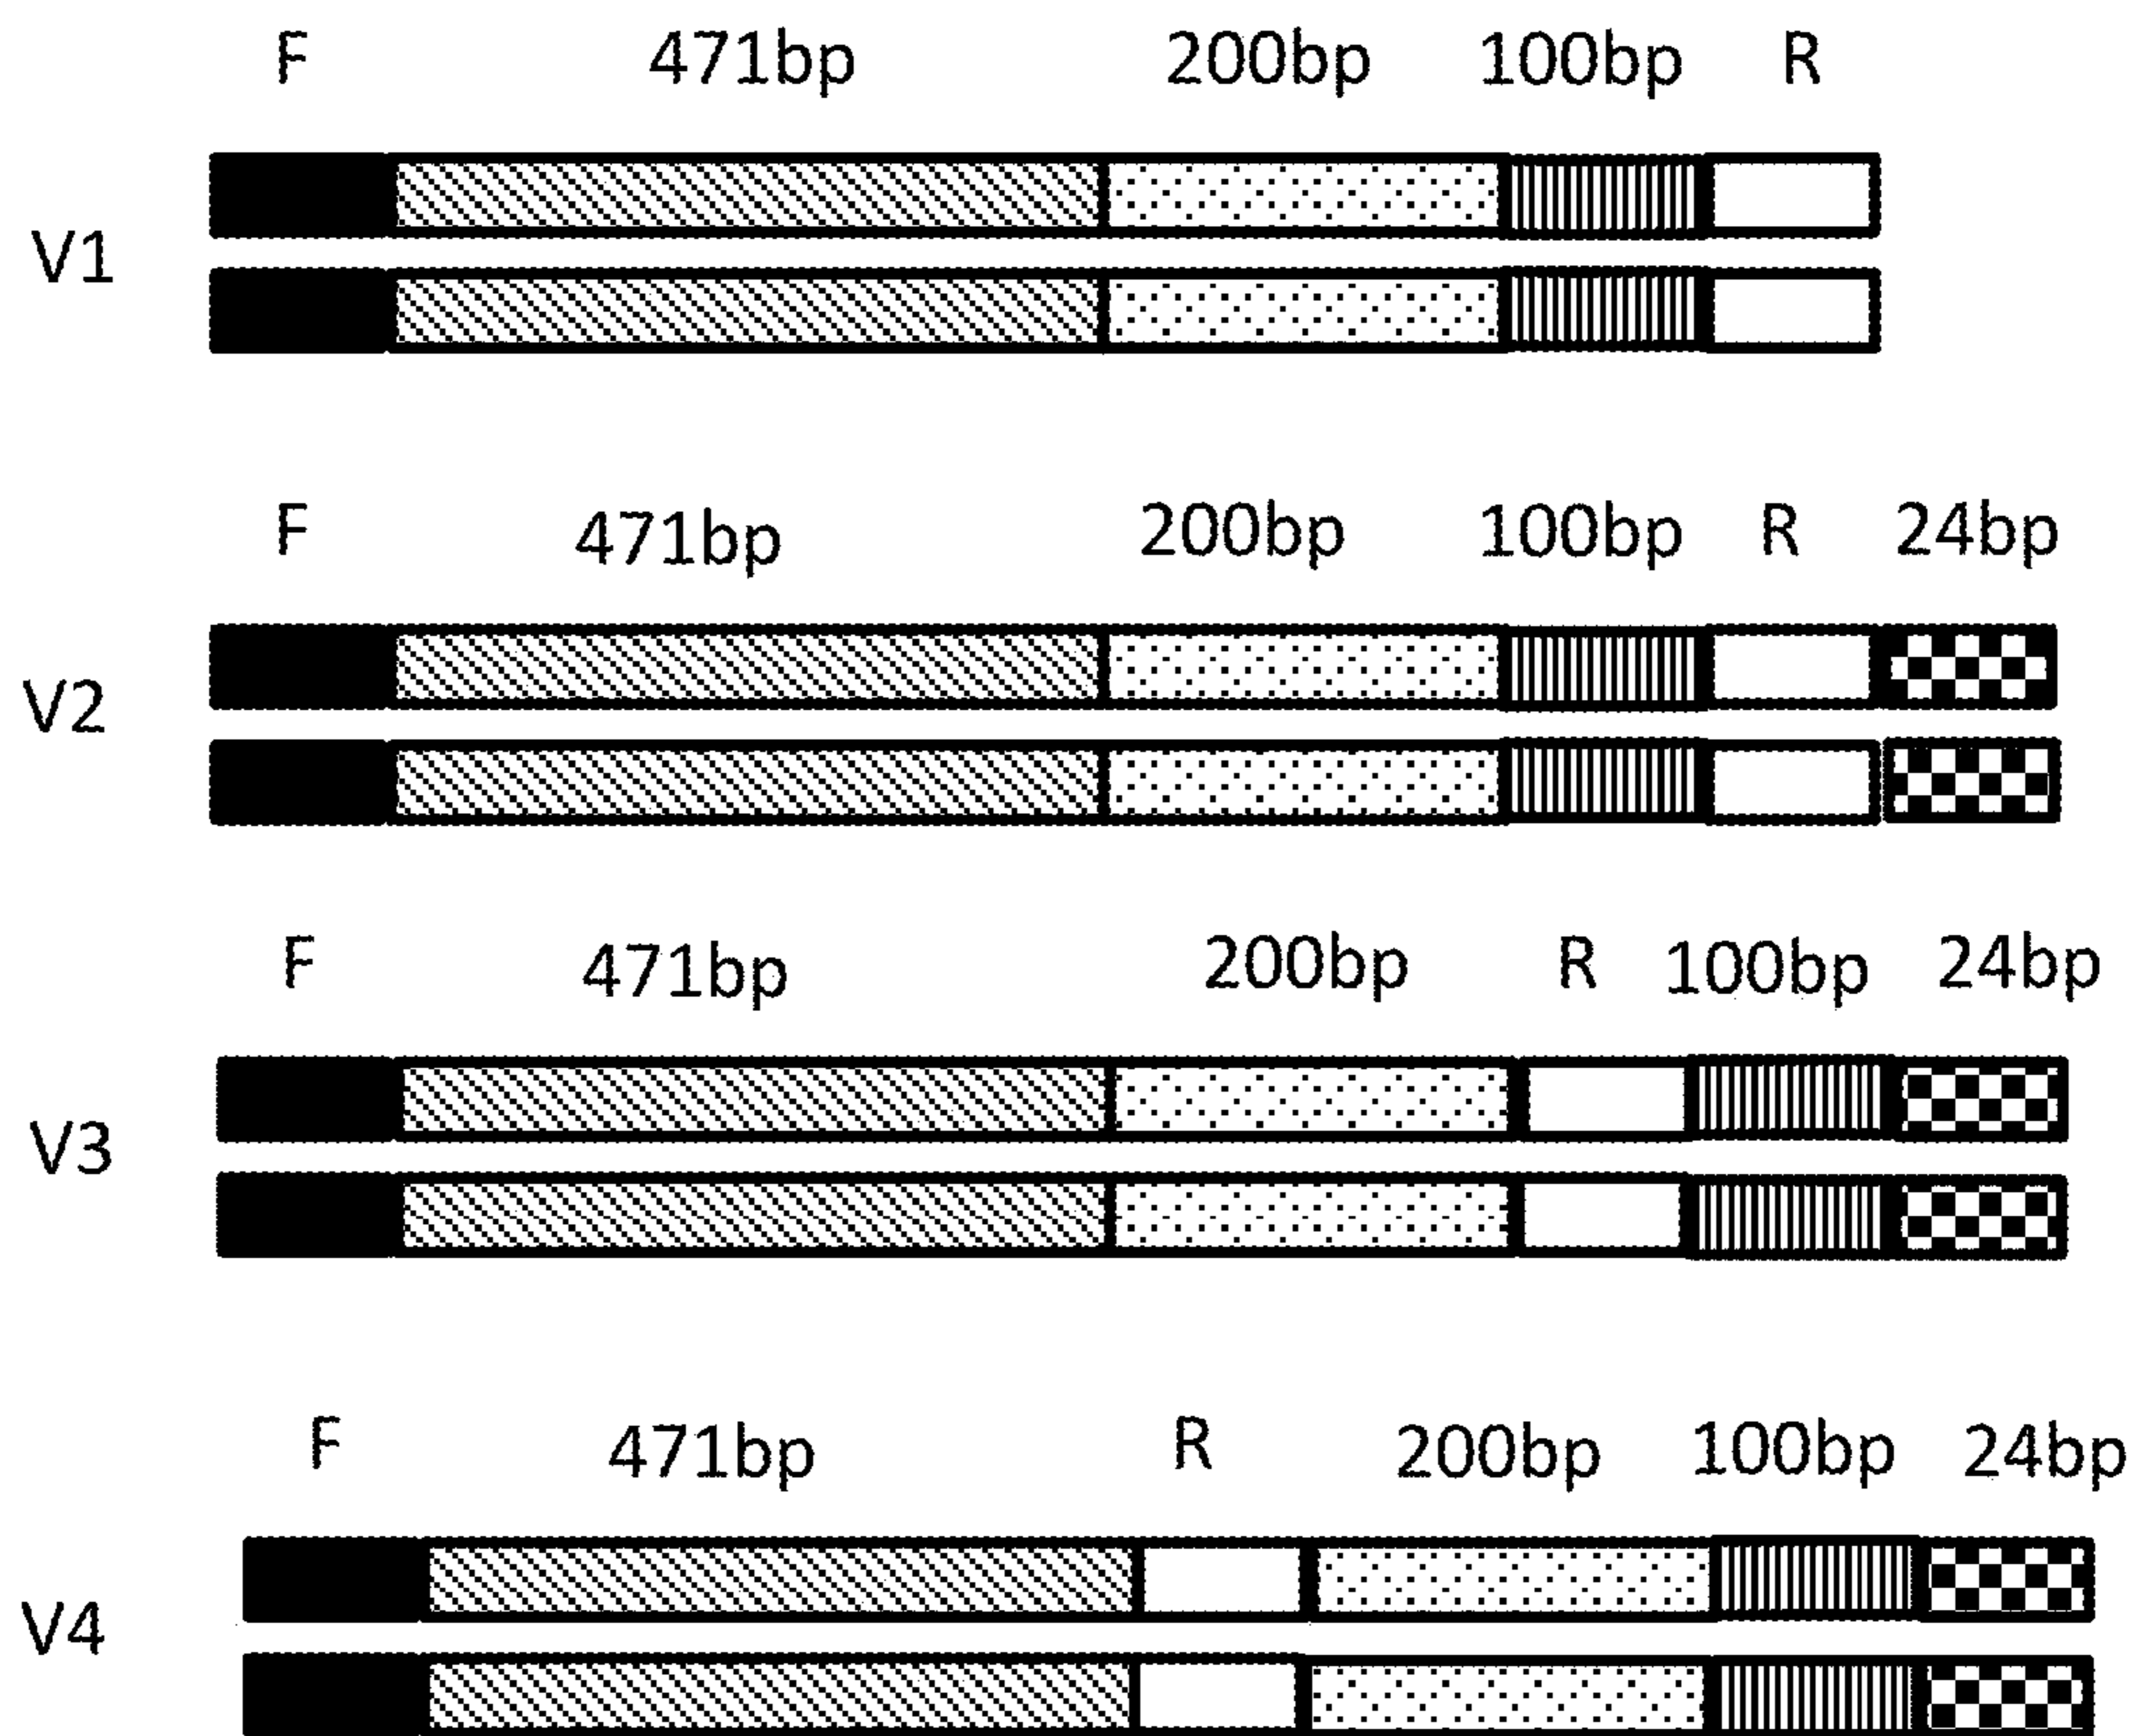 F 471bp 200bp 100bp R
V1
F 471bp 200bp 100bp R 24bp
V2
F 471bp 200bp R 100bp 24bp
V3
F 471bp R 200bp 100bp 24bp
V4